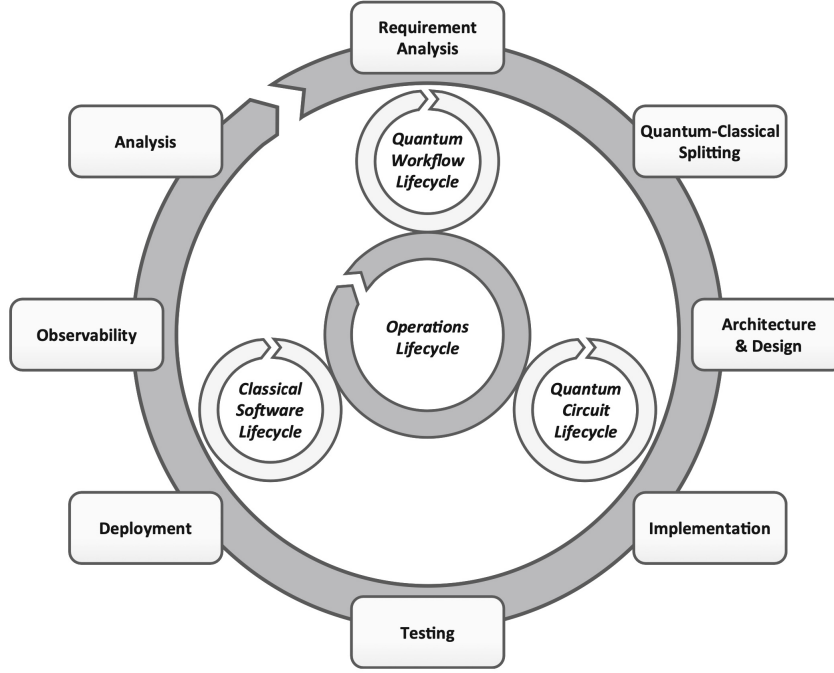 Requirement
Analysis
Quantum-Classical
Splitting
Architecture
& Design
Implementation
Testing
Deployment
Observability
Analysis
Quantum
Workflow
Lifecycle
Operations
Lifecycle
Classical
Software
Lifecycle
Quantum
Circuit
Lifecycle